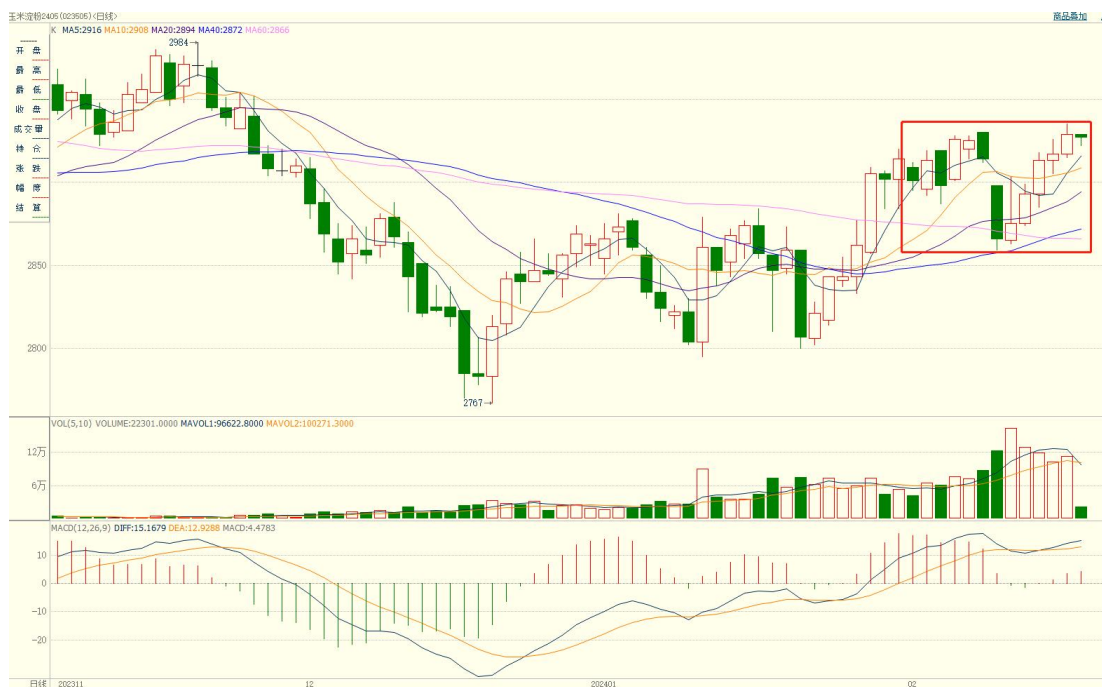 玉米淀粉2405(023505)<日线>
商品叠加
K MA5:2916 MA10:2908 MA20:2894 MA40:2872 MA60:2866
开 盘
最 高
最 低
收 盘
成交量
持 仓
涨 跌
幅 度
结 算
2984→
2850
2800
2767→
VOL(5,10) VOLUME:22301.0000 MAVOL1:96622.8000 MAVOL2:100271.3000
12万
6万
MACD(12,26,9) DIFF:15.1679 DEA:12.9288 MACD:4.4783
10
0
-10
-20
日线 202311 12 202401 02